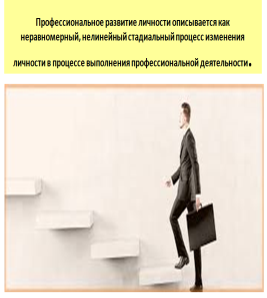 Профессиональное развитие личности описывается как
неравномерный, нелинейный стадиальный процесс изменения
личности в процессе выполнения профессиональной деятельности.